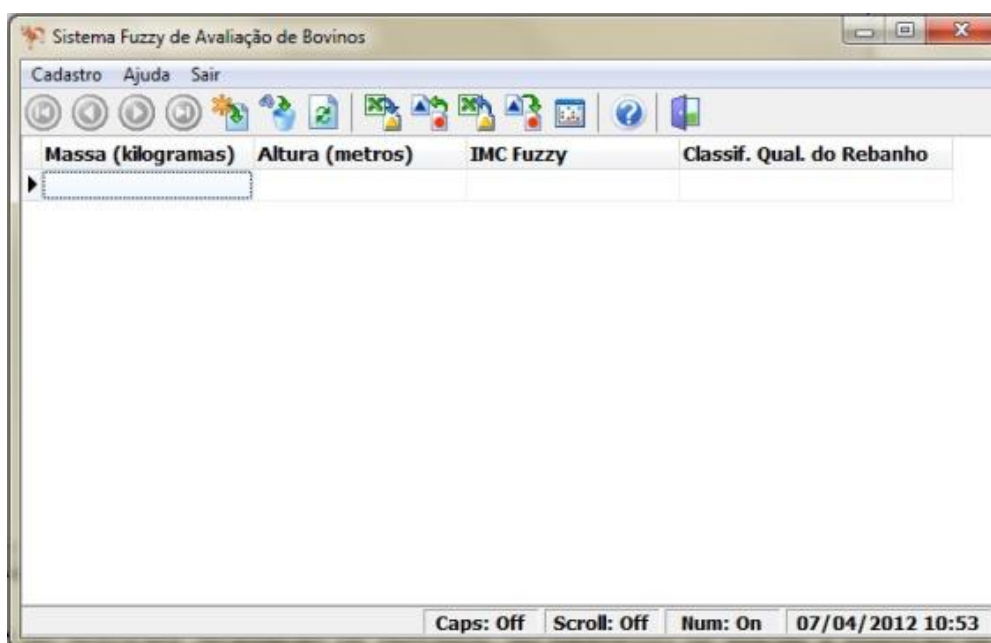 Sistema Fuzzy de Avaliação de Bovinos
Cadastro Ajuda Sair
Massa (kilogramas) Altura (metros) IMC Fuzzy Classif. Qual. do Rebanho
Caps: Off Scroll: Off Num: On 07/04/2012 10:53